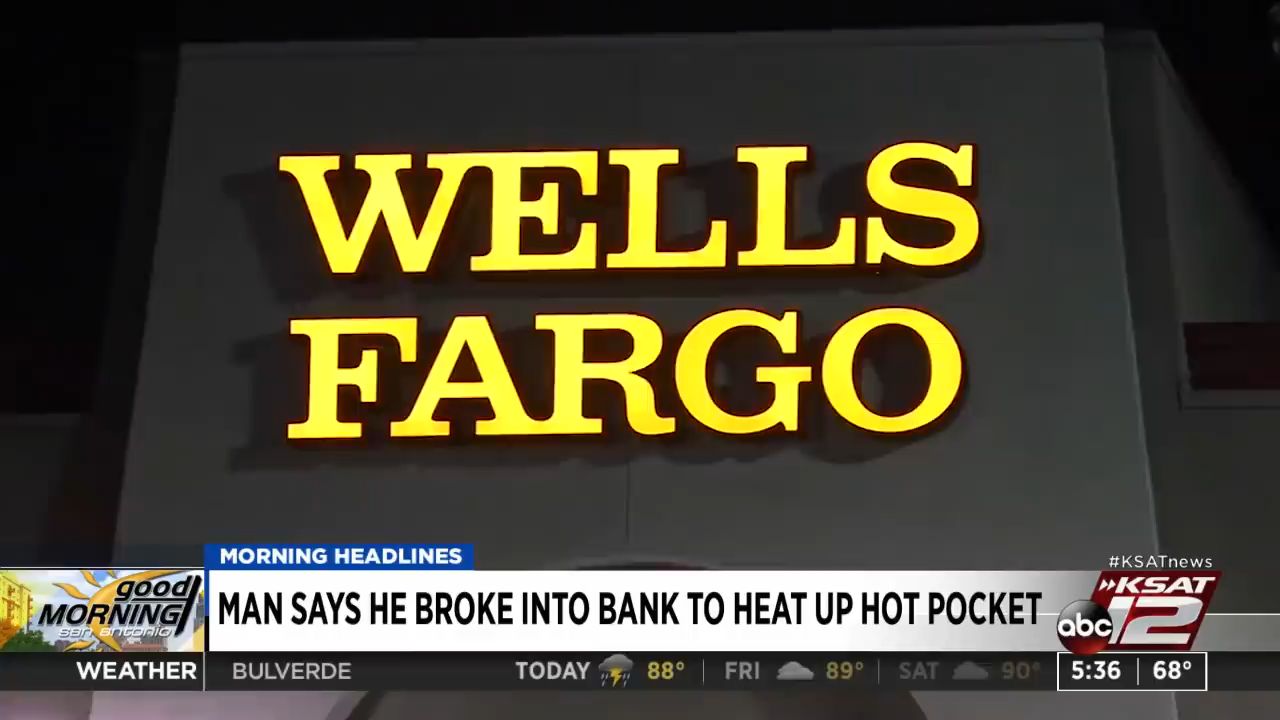 WELLS
FARGO
MORNING HEADLINES
#KSATnews
good
MORNING
san antonio
MAN SAYS HE BROKE INTO BANK TO HEAT UP HOT POCKET
KSAT
abc 12
WEATHER BULVERDE TODAY 88° FRI 89° SAT 90° 5:36 68°